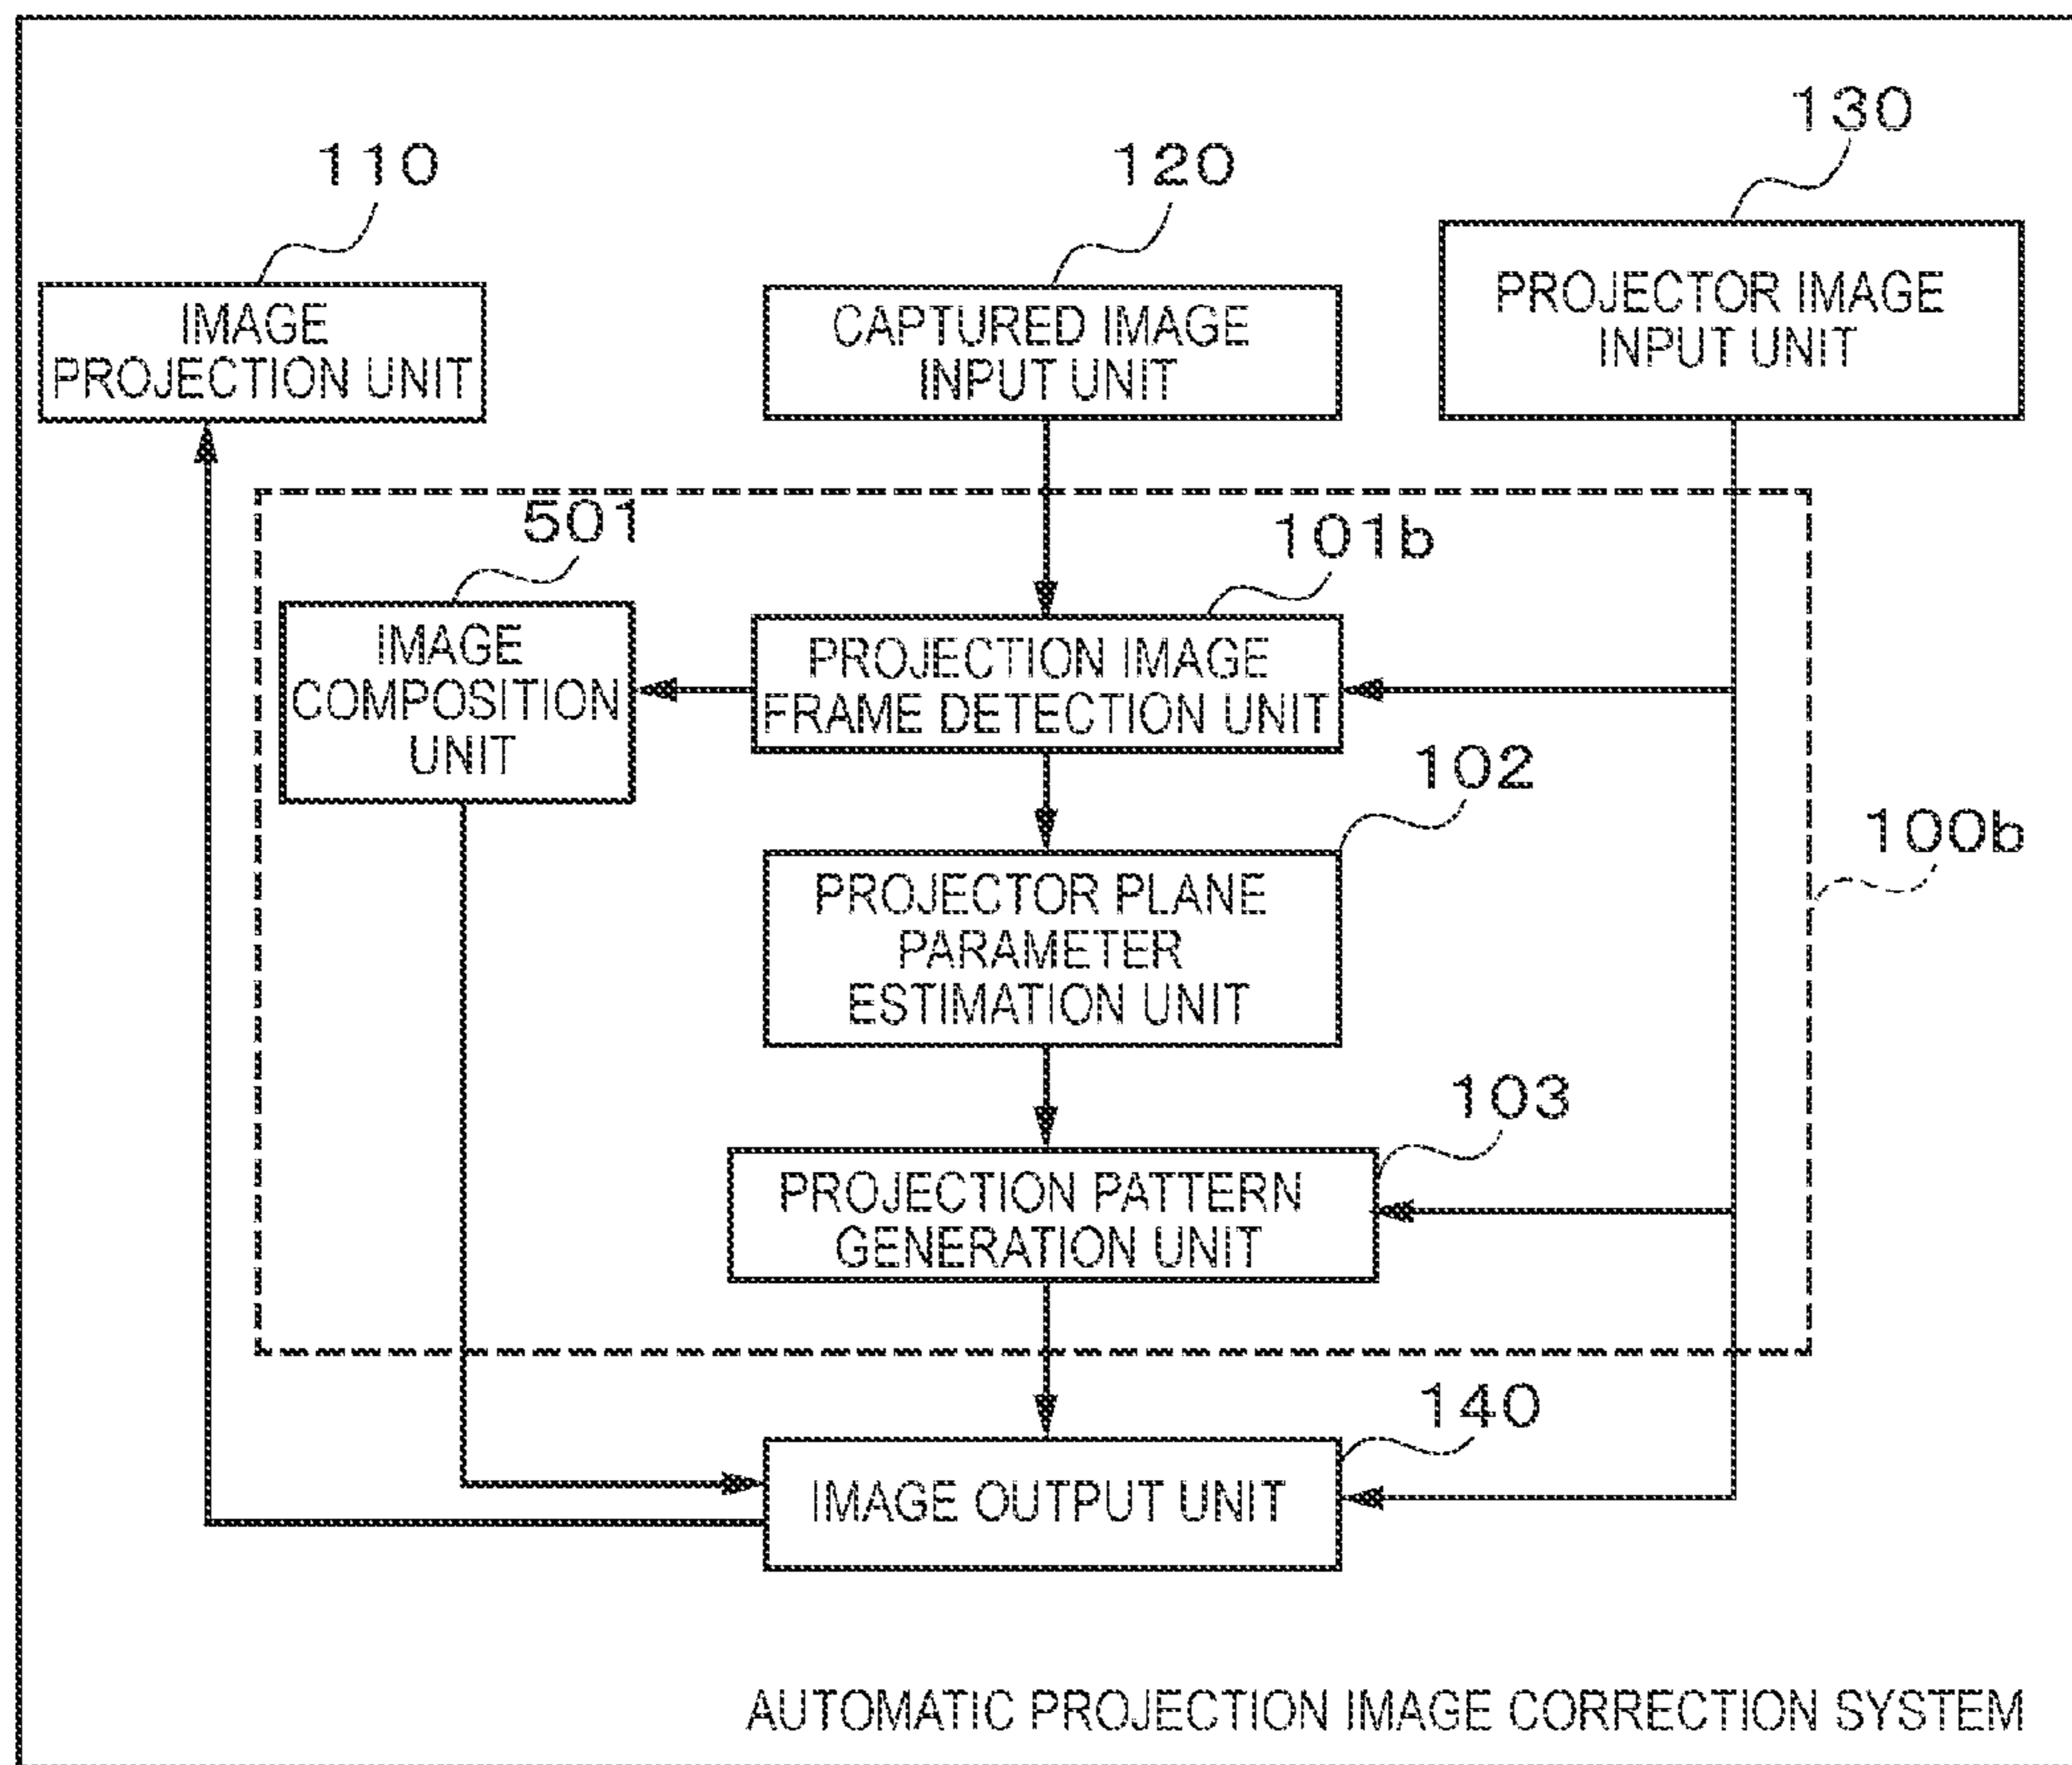 130
110
120
IMAGE
PROJECTION UNIT
CAPTURED IMAGE
INPUT UNIT
PROJECTOR IMAGE
INPUT UNIT
501
101b
IMAGE
COMPOSITION
UNIT
PROJECTION IMAGE
FRAME DETECTION UNIT
102
100b
PROJECTOR PLANE
PARAMETER
ESTIMATION UNIT
103
PROJECTION PATTERN
GENERATION UNIT
140
IMAGE OUTPUT UNIT
AUTOMATIC PROJECTION IMAGE CORRECTION SYSTEM